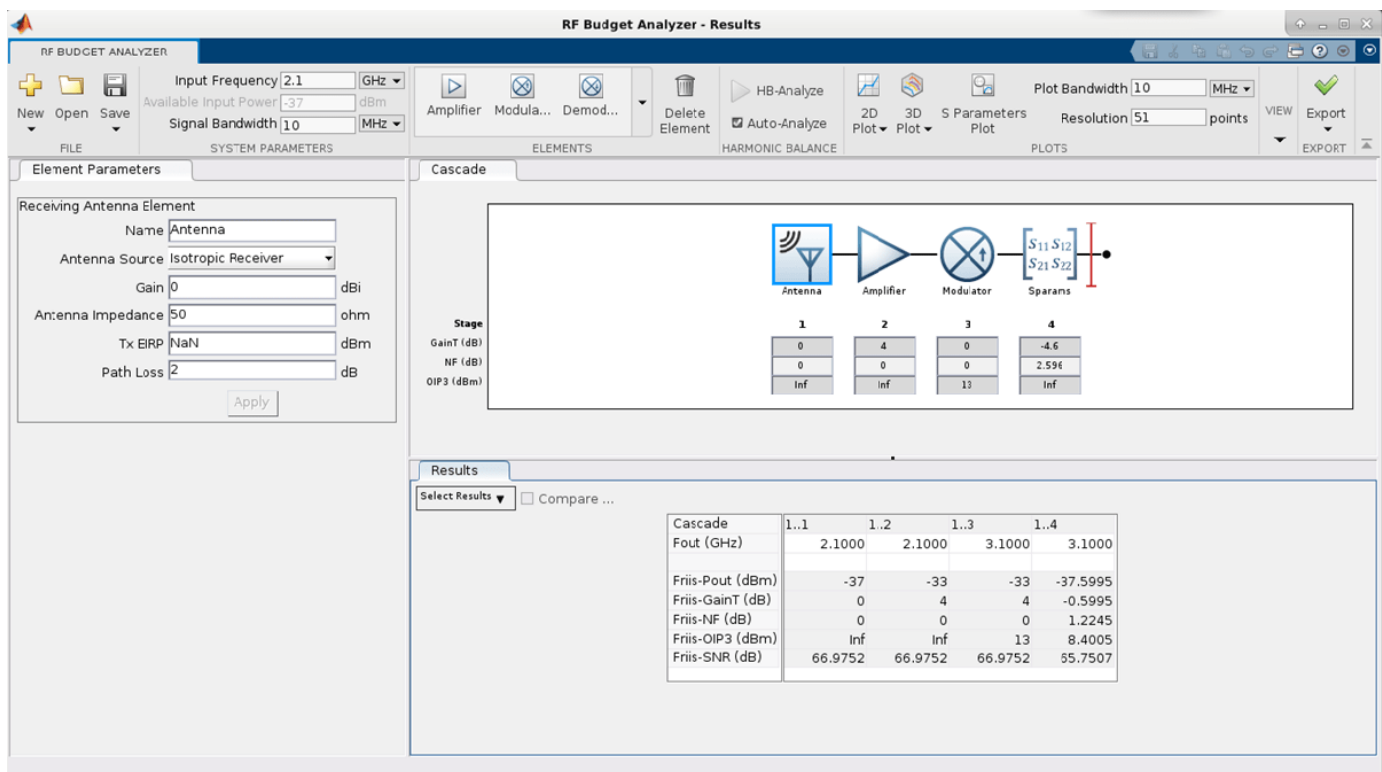 RF Budget Analyzer - Results
RF BUDGET ANALYZER
New Open Save
FILE
Input Frequency 2.1 GHz
Available Input Power -37 dBm
Signal Bandwidth 10 MHz
SYSTEM PARAMETERS
Amplifier Modula... Demod...
ELEMENTS
Delete
Element
HB-Analyze
Auto-Analyze
HARMONIC BALANCE
2D
Plot
3D
Plot
S Parameters
Plot
Plot Bandwidth 10 MHz
Resolution 51 points
PLOTS
VIEW
Export
EXPORT
Element Parameters
Receiving Antenna Element
Name Antenna
Antenna Source Isotropic Receiver
Gain 0 dBi
Antenna Impedance 50 ohm
Tx EIRP NaN dBm
Path Loss 2 dB
Apply
Cascade
S11 S12
S21 S22
Antenna Amplifier Modulator Sparams
Stage 1 2 3 4
GainT (dB) 0 4 0 -4.6
NF (dB) 0 0 0 2.596
OIP3 (dBm) Inf Inf 13 Inf
Results
Select Results Compare ...
Cascade 1..1 1..2 1..3 1..4
Fout (GHz) 2.1000 2.1000 3.1000 3.1000
Friis-Pout (dBm) -37 -33 -33 -37.5995
Friis-GainT (dB) 0 4 4 -0.5995
Friis-NF (dB) 0 0 0 1.2245
Friis-OIP3 (dBm) Inf Inf 13 8.4005
Friis-SNR (dB) 66.9752 66.9752 66.9752 65.7507